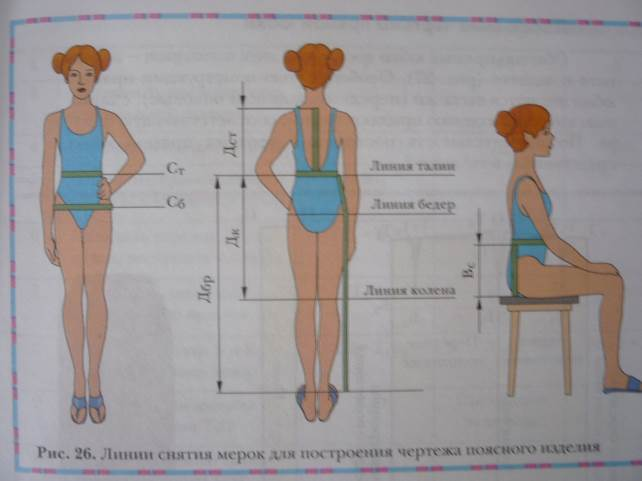 Ст
Сб
Дст
Дк
Дбр
Линия талии
Линия бедер
Линия колена
Вс
Рис. 26. Линии снятия мерок для построения чертежа поясного изделия